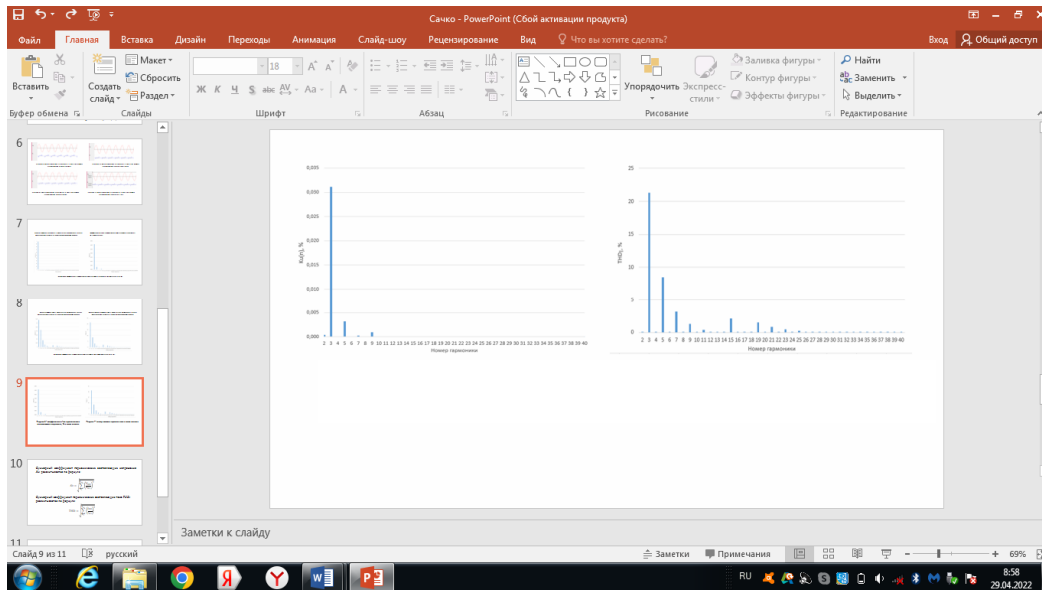 Сачко - PowerPoint (Сбой активации продукта)
Файл Главная Вставка Дизайн Переходы Анимация Слайд-шоу Рецензирование Вид Что вы хотите сделать? Вход Общий доступ
Вставить
Создать слайд
Макет
Сбросить
Раздел
18
Ж К Ч S abc AV Aa А
Упорядочить
Экспресс-стили
Заливка фигуры
Контур фигуры
Эффекты фигуры
Найти
Заменить
Выделить
Буфер обмена Слайды Шрифт Абзац Рисование Редактирование
6
7
8
9
10
11
0,035
0,030
0,025
0,020
0,015
0,010
0,005
0,000
Ku(n), %
2 3 4 5 6 7 8 9 10 11 12 13 14 15 16 17 18 19 20 21 22 23 24 25 26 27 28 29 30 31 32 33 34 35 36 37 38 39 40
Номер гармоники
25
20
15
10
5
0
2 3 4 5 6 7 8 9 10 11 12 13 14 15 16 17 18 19 20 21 22 23 24 25 26 27 28 29 30 31 32 33 34 35 36 37 38 39 40
Номер гармоники
Заметки к слайду
Слайд 9 из 11 русский Заметки Примечания 69%
RU
8:58
29.04.2022